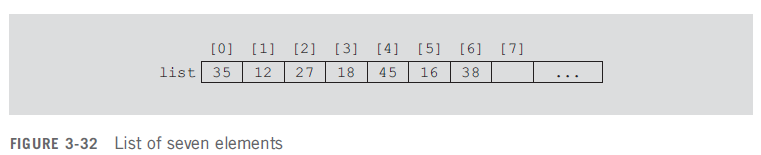 [0] [1] [2] [3] [4] [5] [6] [7]
list 35 12 27 18 45 16 38 ...
FIGURE 3-32 List of seven elements